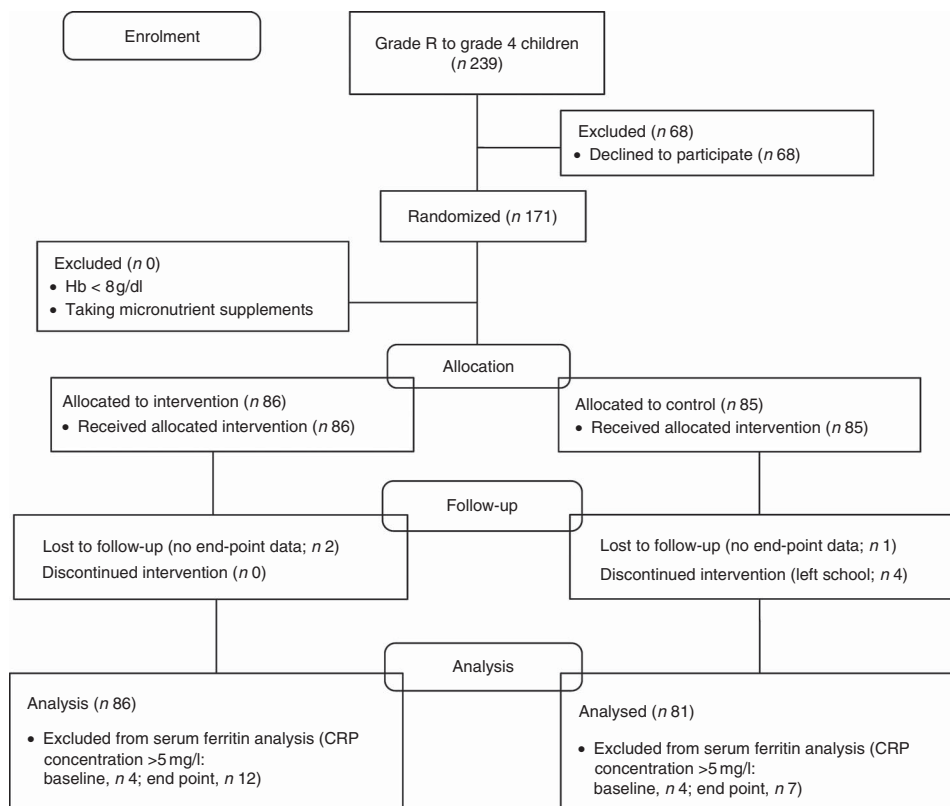 Enrolment
Grade R to grade 4 children
(n 239)
Excluded (n 68)
• Declined to participate (n 68)
Randomized (n 171)
Excluded (n 0)
• Hb < 8 g/dl
• Taking micronutrient supplements
Allocation
Allocated to intervention (n 86)
• Received allocated intervention (n 86)
Allocated to control (n 85)
• Received allocated intervention (n 85)
Follow-up
Lost to follow-up (no end-point data; n 2)
Discontinued intervention (n 0)
Lost to follow-up (no end-point data; n 1)
Discontinued intervention (left school; n 4)
Analysis
Analysis (n 86)
• Excluded from serum ferritin analysis (CRP
concentration >5 mg/l:
baseline, n 4; end point, n 12)
Analysed (n 81)
• Excluded from serum ferritin analysis (CRP
concentration >5 mg/l:
baseline, n 4; end point, n 7)